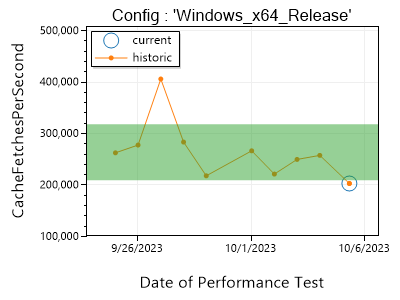 Config : 'Windows_x64_Release'
500,000
current
historic
400,000
300,000
200,000
100,000
CacheFetchesPerSecond
9/26/2023
10/1/2023
10/6/2023
Date of Performance Test